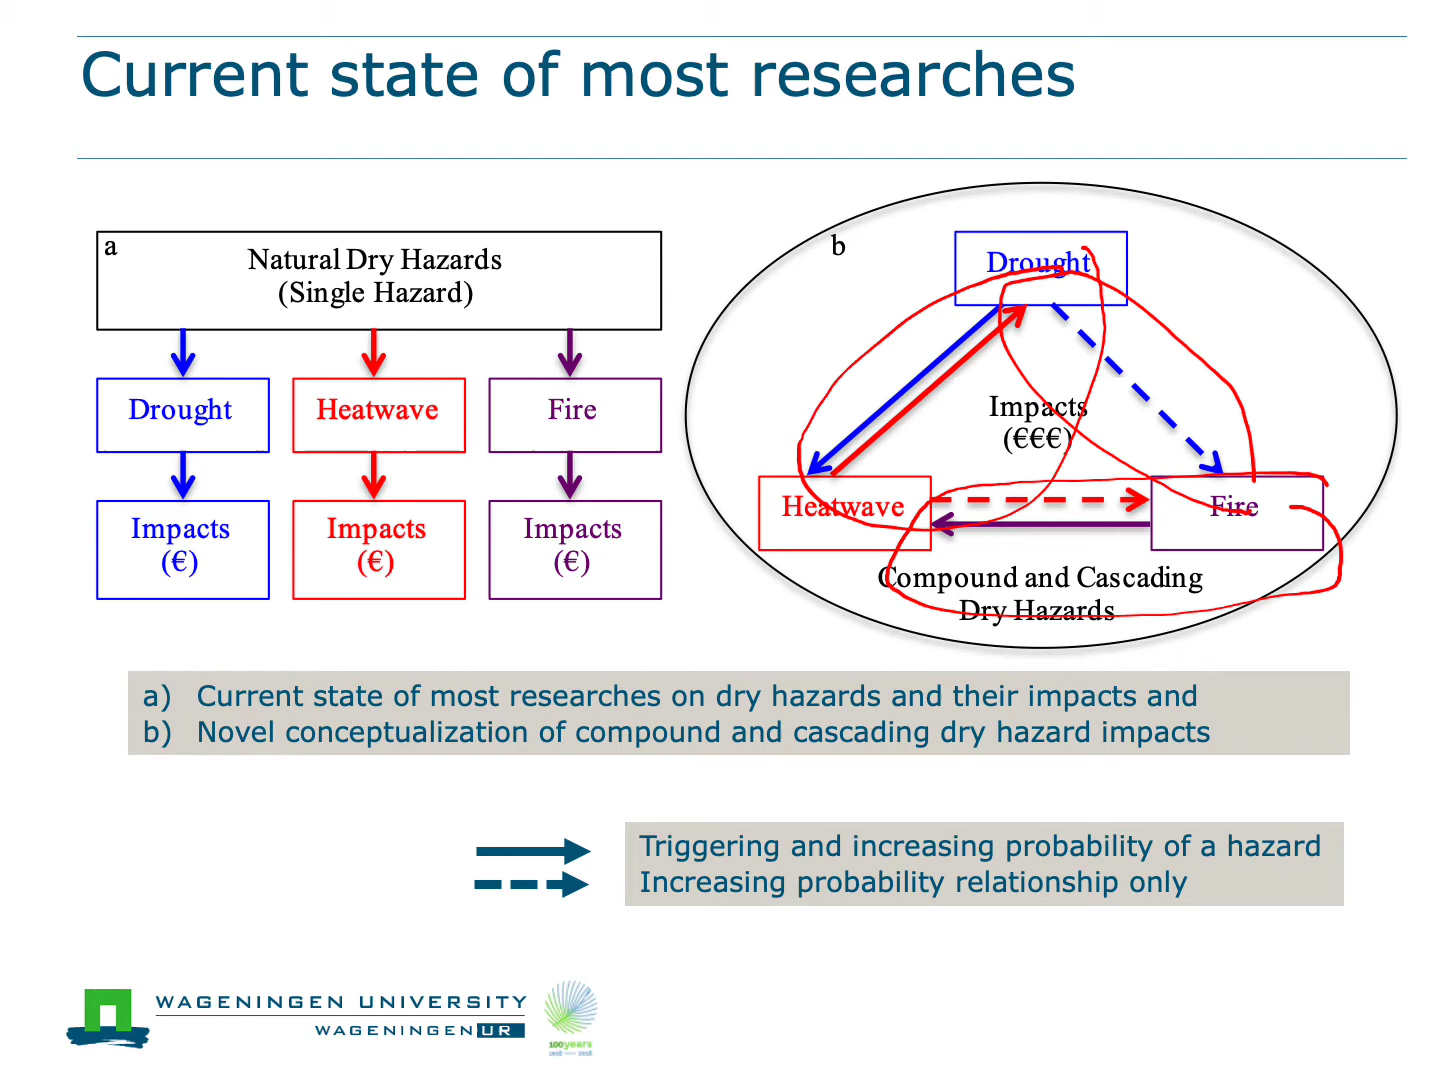 Current state of most researches
a
Natural Dry Hazards
(Single Hazard)
Drought
Heatwave
Fire
Impacts
(€)
Impacts
(€)
Impacts
(€)
b
Drought
Impacts
(€€€)
Heatwave
Fire
Compound and Cascading
Dry Hazards
a) Current state of most researches on dry hazards and their impacts and
b) Novel conceptualization of compound and cascading dry hazard impacts
Triggering and increasing probability of a hazard
Increasing probability relationship only
WAGENINGEN UNIVERSITY
WAGENINGEN UR
100years
1918 — 2018